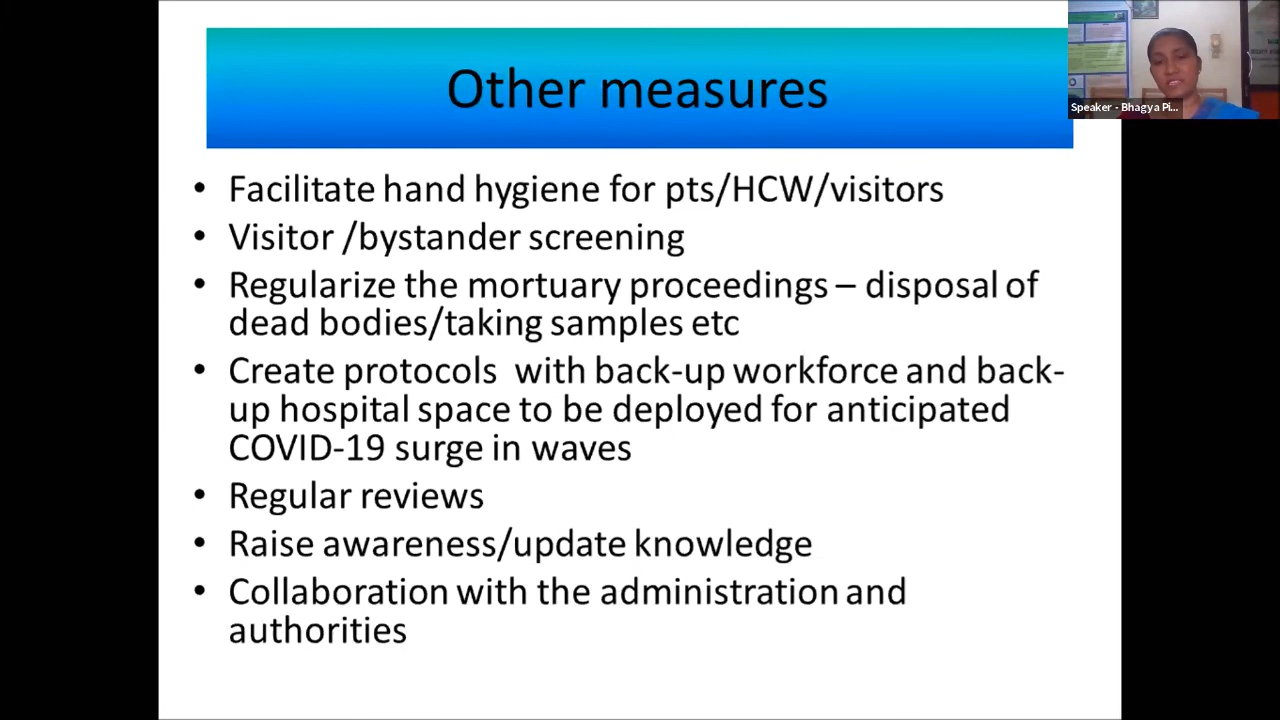 Other measures
Speaker - Bhagya Pi...
• Facilitate hand hygiene for pts/HCW/visitors
• Visitor /bystander screening
• Regularize the mortuary proceedings – disposal of
dead bodies/taking samples etc
• Create protocols  with back-up workforce and back-
up hospital space to be deployed for anticipated
COVID-19 surge in waves
• Regular reviews
• Raise awareness/update knowledge
• Collaboration with the administration and
authorities